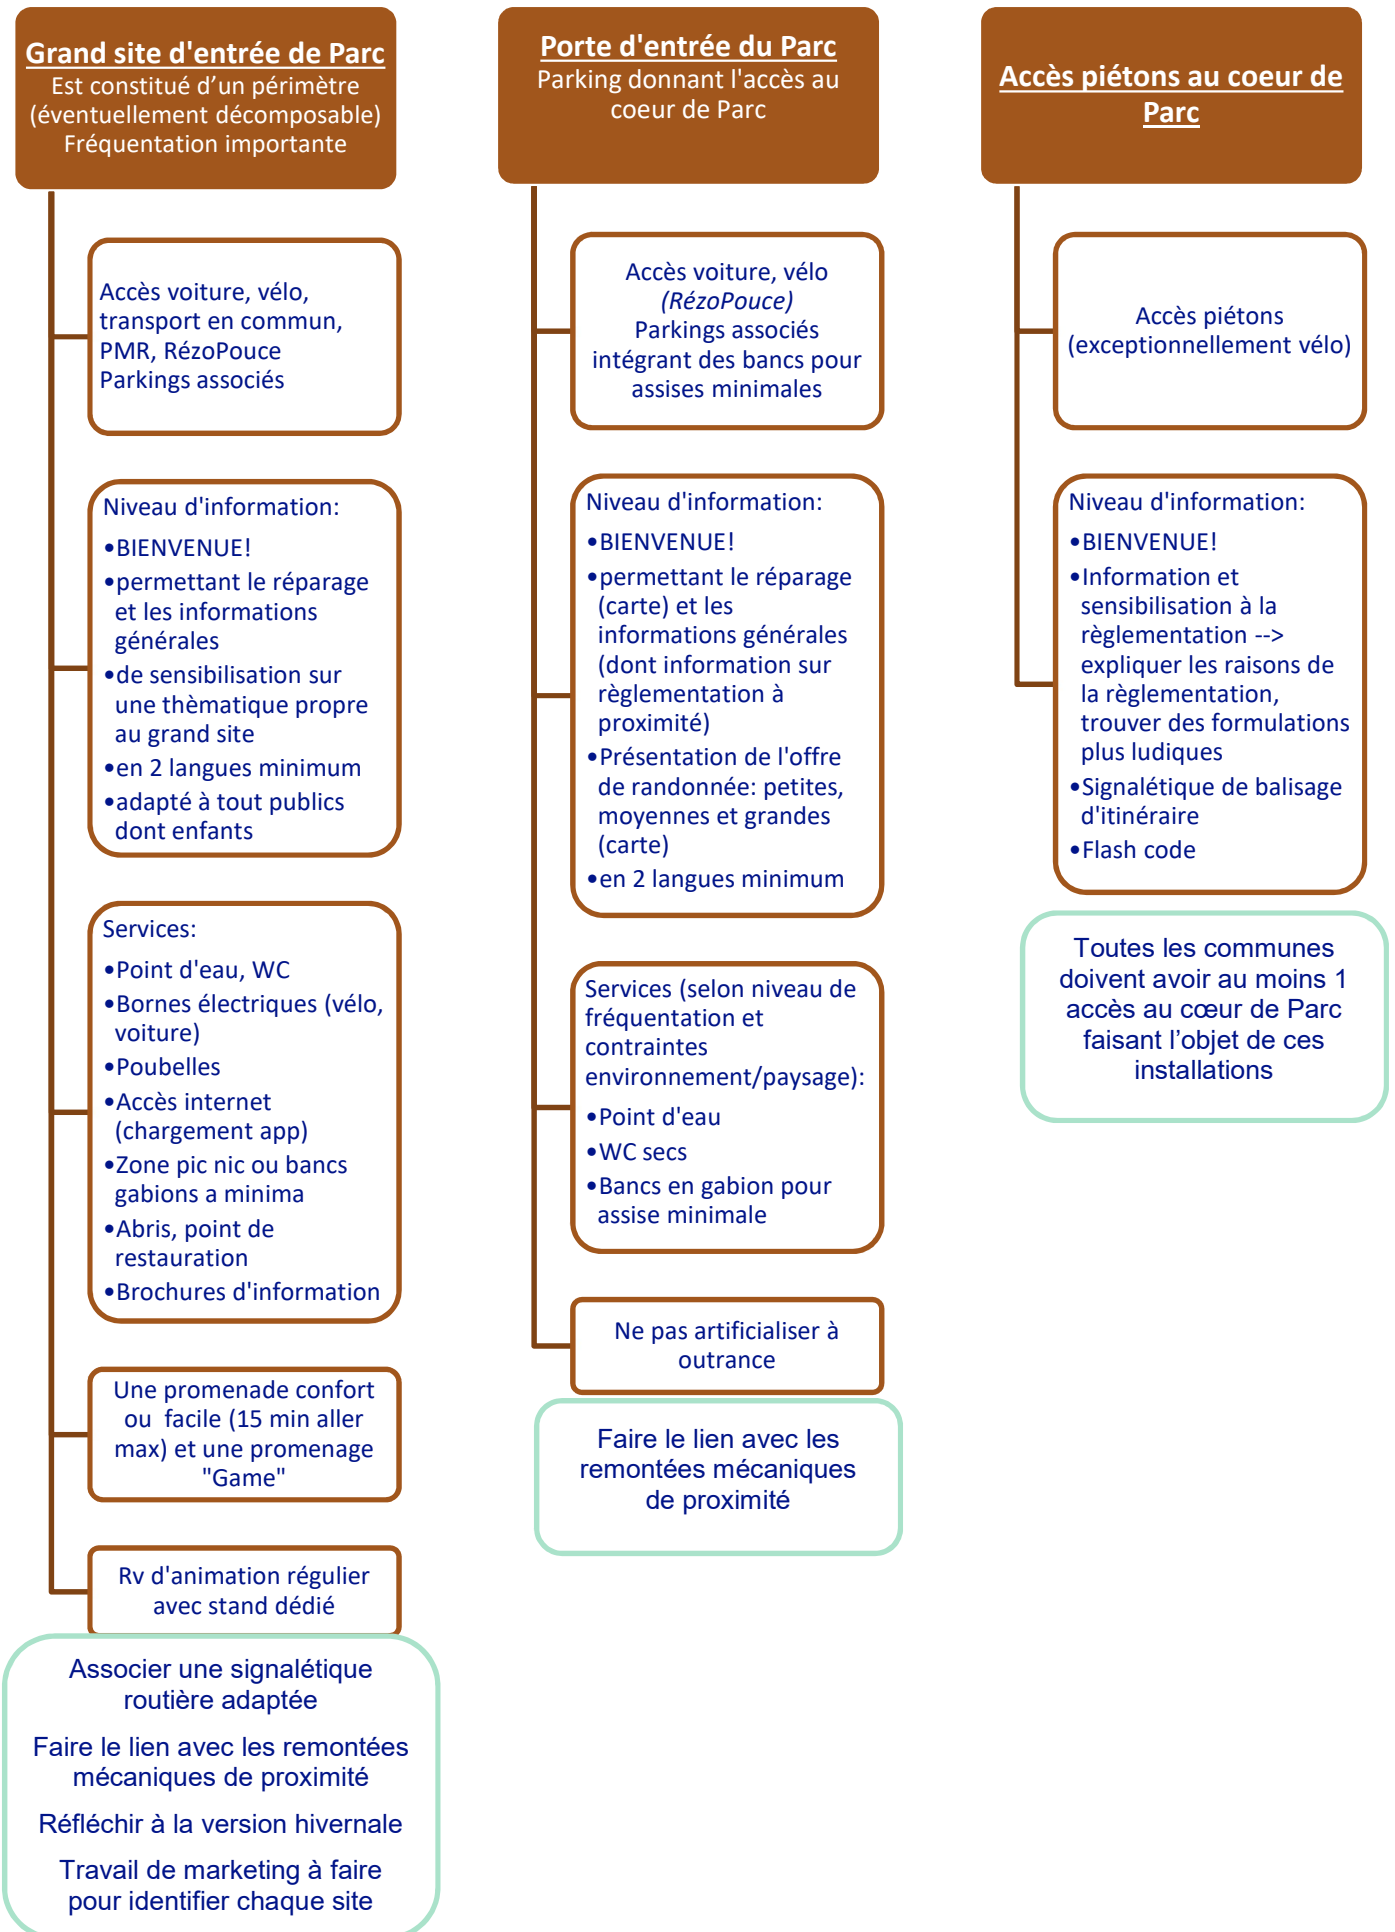 Grand site d'entrée de Parc
Est constitué d’un périmètre
(éventuellement décomposable)
Fréquentation importante
Accès voiture, vélo,
transport en commun,
PMR, RézoPouce
Parkings associés
Niveau d'information:
•BIENVENUE!
•permettant le réparage
et les informations
générales
•de sensibilisation sur
une thèmatique propre
au grand site
•en 2 langues minimum
•adapté à tout publics
dont enfants
Services:
•Point d'eau, WC
•Bornes électriques (vélo,
voiture)
•Poubelles
•Accès internet
(chargement app)
•Zone pic nic ou bancs
gabions a minima
•Abris, point de
restauration
•Brochures d'information
Une promenade confort
ou facile (15 min aller
max) et une promenage
"Game"
Rv d'animation régulier
avec stand dédié
Associer une signalétique
routière adaptée
Faire le lien avec les remontées
mécaniques de proximité
Réfléchir à la version hivernale
Travail de marketing à faire
pour identifier chaque site
Porte d'entrée du Parc
Parking donnant l'accès au
coeur de Parc
Accès voiture, vélo
(RézoPouce)
Parkings associés
intégrant des bancs pour
assises minimales
Niveau d'information:
•BIENVENUE!
•permettant le réparage
(carte) et les
informations générales
(dont information sur
règlementation à
proximité)
•Présentation de l'offre
de randonnée: petites,
moyennes et grandes
(carte)
•en 2 langues minimum
Services (selon niveau de
fréquentation et
contraintes
environnement/paysage):
•Point d'eau
•WC secs
•Bancs en gabion pour
assise minimale
Ne pas artificialiser à
outrance
Faire le lien avec les
remontées mécaniques
de proximité
Accès piétons au coeur de
Parc
Accès piétons
(exceptionnellement vélo)
Niveau d'information:
•BIENVENUE!
•Information et
sensibilisation à la
règlementation -->
expliquer les raisons de
la règlementation,
trouver des formulations
plus ludiques
•Signalétique de balisage
d'itinéraire
•Flash code
Toutes les communes
doivent avoir au moins 1
accès au cœur de Parc
faisant l’objet de ces
installations